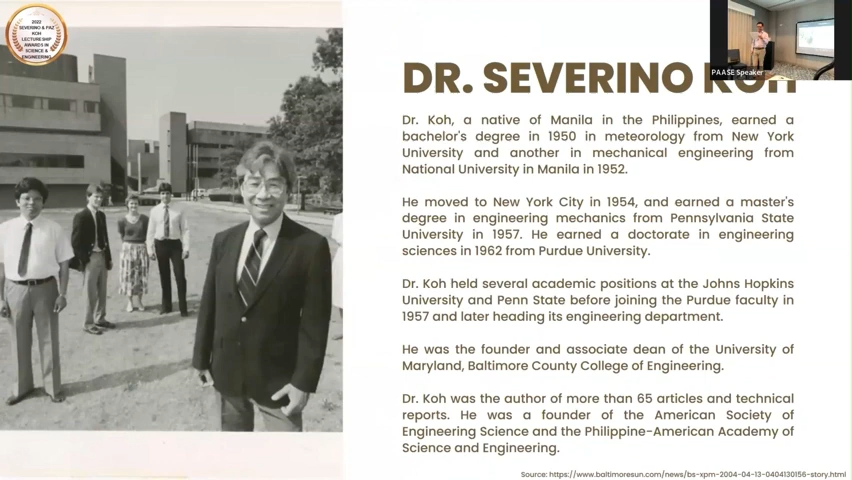 2022
SEVERINO & PAZ
KOH
LECTURESHIP
AWARDS IN
SCIENCE &
ENGINEERING
PAASE Speaker
DR. SEVERINO KOH
Dr. Koh, a native of Manila in the Philippines, earned a
bachelor's degree in 1950 in meteorology from New York
University and another in mechanical engineering from
National University in Manila in 1952.
He moved to New York City in 1954, and earned a master's
degree in engineering mechanics from Pennsylvania State
University in 1957. He earned a doctorate in engineering
sciences in 1962 from Purdue University.
Dr. Koh held several academic positions at the Johns Hopkins
University and Penn State before joining the Purdue faculty in
1957 and later heading its engineering department.
He was the founder and associate dean of the University of
Maryland, Baltimore County College of Engineering.
Dr. Koh was the author of more than 65 articles and technical
reports. He was a founder of the American Society of
Engineering Science and the Philippine-American Academy of
Science and Engineering.
Source: https://www.baltimoresun.com/news/bs-xpm-2004-04-13-0404130156-story.html